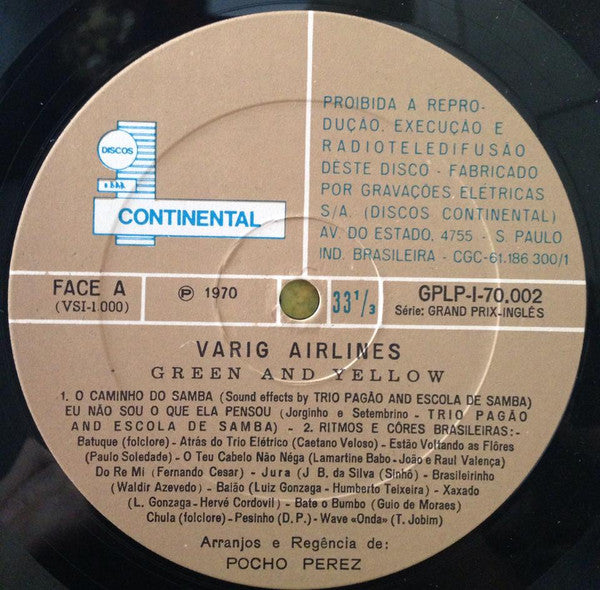 DISCOS
CONTINENTAL
PROIBIDA A REPRO-
DUÇÃO, EXECUÇÃO E
RADIOTELEDIFUSÃO
DÊSTE DISCO - FABRICADO
POR GRAVAÇÕES ELÉTRICAS
S/A. (DISCOS CONTINENTAL)
AV. DO ESTADO, 4755 - S. PAULO
IND. BRASILEIRA - CGC-61.186 300/1
FACE A
(VSI-1.000)
Ⓟ 1970
33 1/3
GPLP-I-70.002
Série: GRAND PRIX-INGLÊS
VARIG AIRLINES
GREEN AND YELLOW
1. O CAMINHO DO SAMBA (Sound effects by TRIO PAGÃO AND ESCOLA DE SAMBA)
EU NÃO SOU O QUE ELA PENSOU (Jorginho e Setembrino - TRIO PAGÃO
AND ESCOLA DE SAMBA) - 2. RITMOS E CÔRES BRASILEIRAS:-
Batuque (folclore) - Atrás do Trio Elétrico (Caetano Veloso) - Estão Voltando as Flôres
(Paulo Soledade) - O Teu Cabelo Não Néga (Lamartine Babo - João e Raul Valença)
Do Re Mi (Fernando Cesar) - Jura (J B. da Silva (Sinhô) - Brasileirinho
(Waldir Azevedo) - Baião (Luiz Gonzaga - Humberto Teixeira) - Xaxado
(L. Gonzaga - Hervé Cordovil) - Bate o Bumbo (Guio de Moraes)
Chula (folclore) - Pesinho (D. P.) - Wave «Onda» (T. Jobim)
Arranjos e Regência de:
POCHO PEREZ